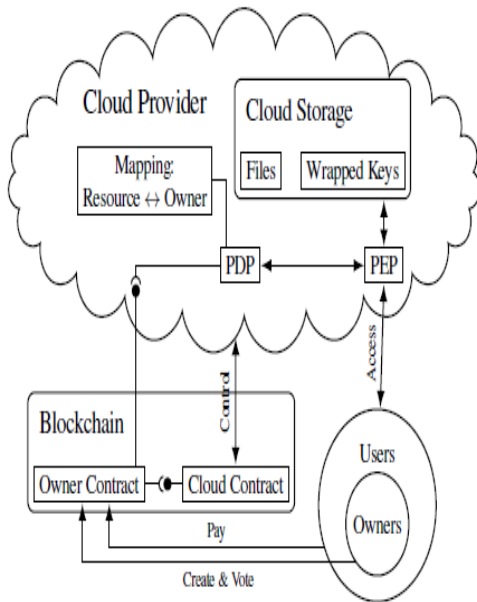 Cloud Provider
Cloud Storage
Files
Wrapped Keys
Mapping:
Resource ↔ Owner
PDP
PEP
Control
Access
Blockchain
Owner Contract
Cloud Contract
Users
Owners
Pay
Create & Vote